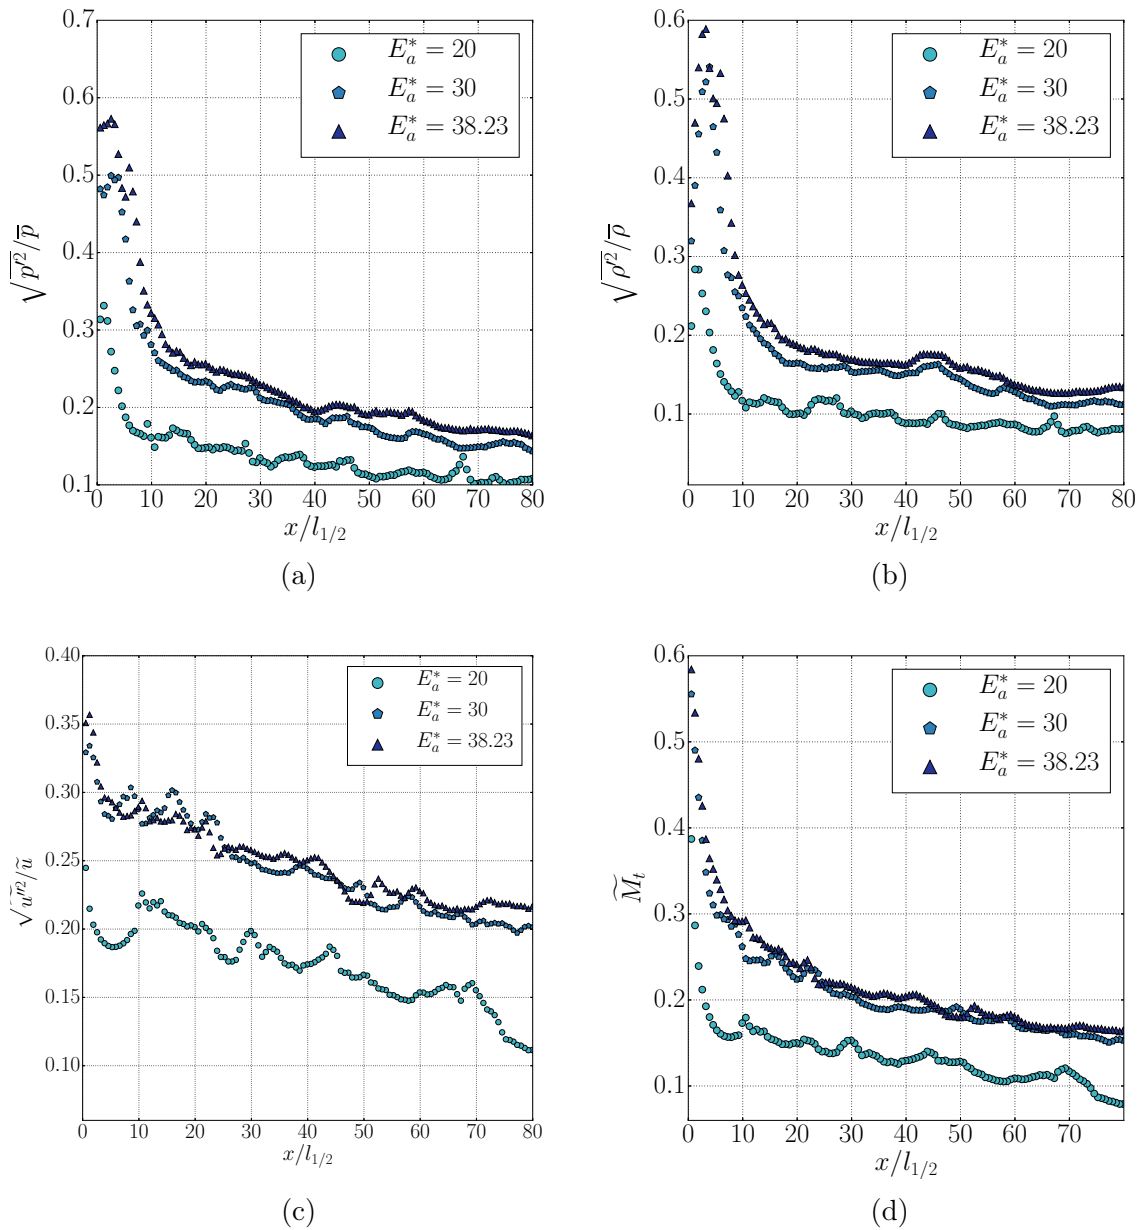 0.7
0.6
0.5
0.4
0.3
0.2
0.1
0 10 20 30 40 50 60 70 80
√p′²/p̅
x/l₁/₂
E*ₐ = 20
E*ₐ = 30
E*ₐ = 38.23
(a)
0.6
0.5
0.4
0.3
0.2
0.1
0 10 20 30 40 50 60 70 80
√ρ′²/ρ̅
x/l₁/₂
E*ₐ = 20
E*ₐ = 30
E*ₐ = 38.23
(b)
0.40
0.35
0.30
0.25
0.20
0.15
0.10
0 10 20 30 40 50 60 70 80
√u″²/ũ
x/l₁/₂
E*ₐ = 20
E*ₐ = 30
E*ₐ = 38.23
(c)
0.6
0.5
0.4
0.3
0.2
0.1
0 10 20 30 40 50 60 70
M̃ₜ
x/l₁/₂
E*ₐ = 20
E*ₐ = 30
E*ₐ = 38.23
(d)